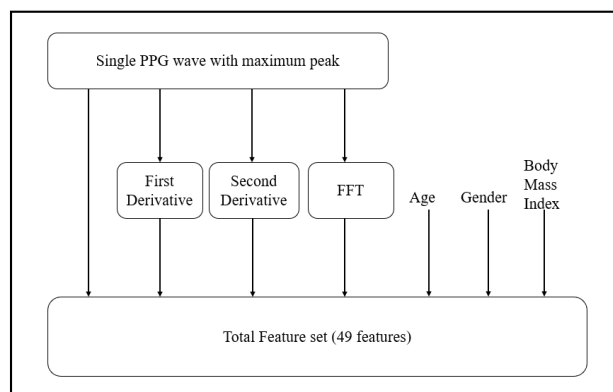 Single PPG wave with maximum peak
First
Derivative
Second
Derivative
FFT
Age
Gender
Body
Mass
Index
Total Feature set (49 features)